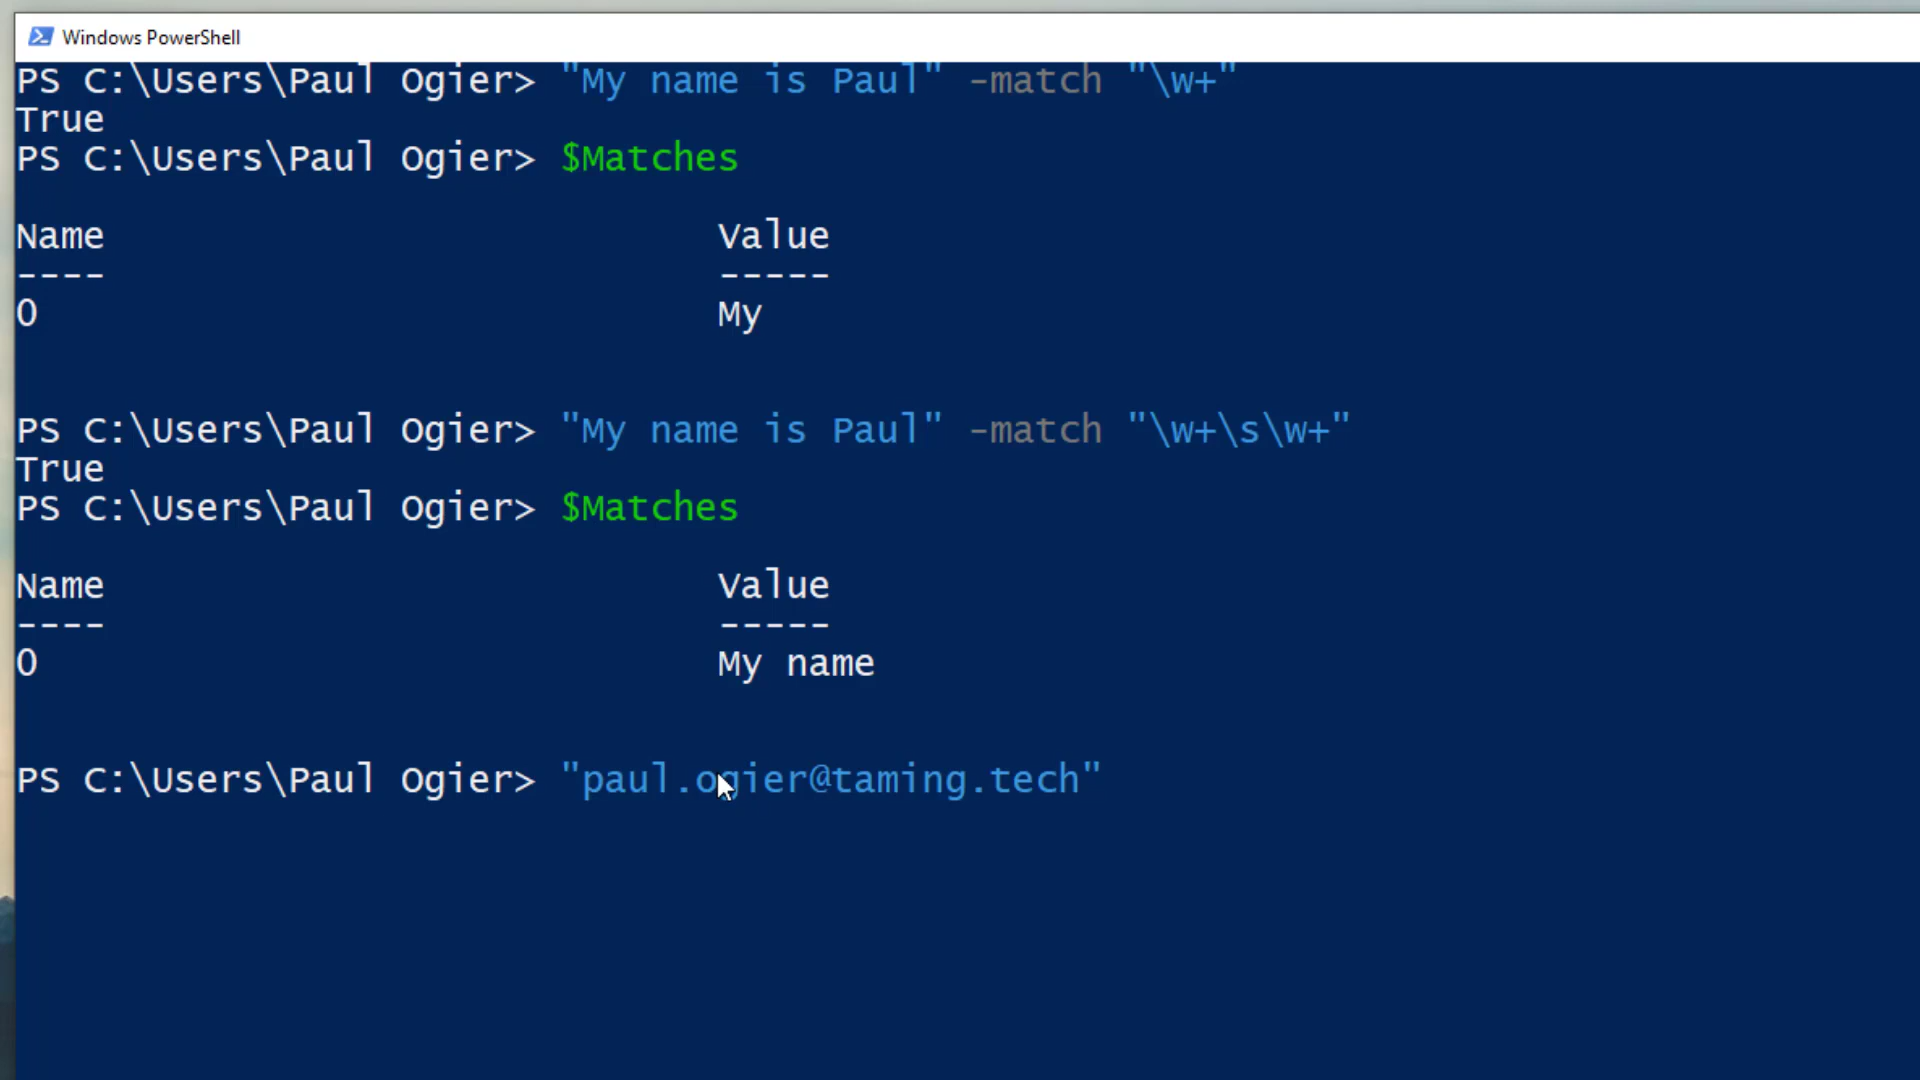 Windows PowerShell
PS C:\Users\Paul Ogier> "My name is Paul" -match "\w+"
True
PS C:\Users\Paul Ogier> $Matches
Name Value
---- -----
0 My
PS C:\Users\Paul Ogier> "My name is Paul" -match "\w+\s\w+"
True
PS C:\Users\Paul Ogier> $Matches
Name Value
---- -----
0 My name
PS C:\Users\Paul Ogier> "paul.ogier@taming.tech"